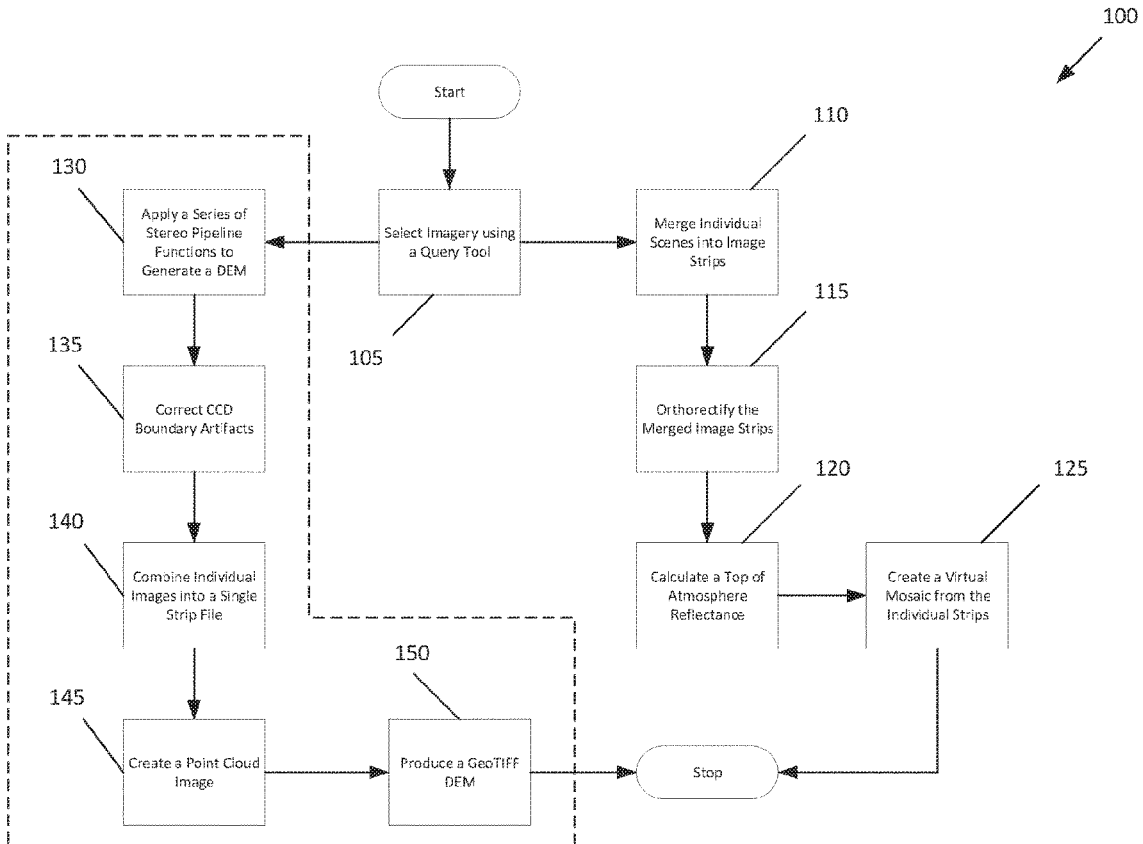 100
Start
110
130
Apply a Series of
Stereo Pipeline
Functions to
Generate a DEM
Select Imagery using
a Query Tool
Merge Individual
Scenes into Image
Strips
105
115
135
Correct CCD
Boundary Artifacts
Orthorectify the
Merged Image Strips
120
125
140
Combine Individual
Images into a Single
Strip File
Calculate a Top of
Atmosphere
Reflectance
Create a Virtual
Mosaic from the
Individual Strips
150
145
Create a Point Cloud
Image
Produce a GeoTIFF
DEM
Stop